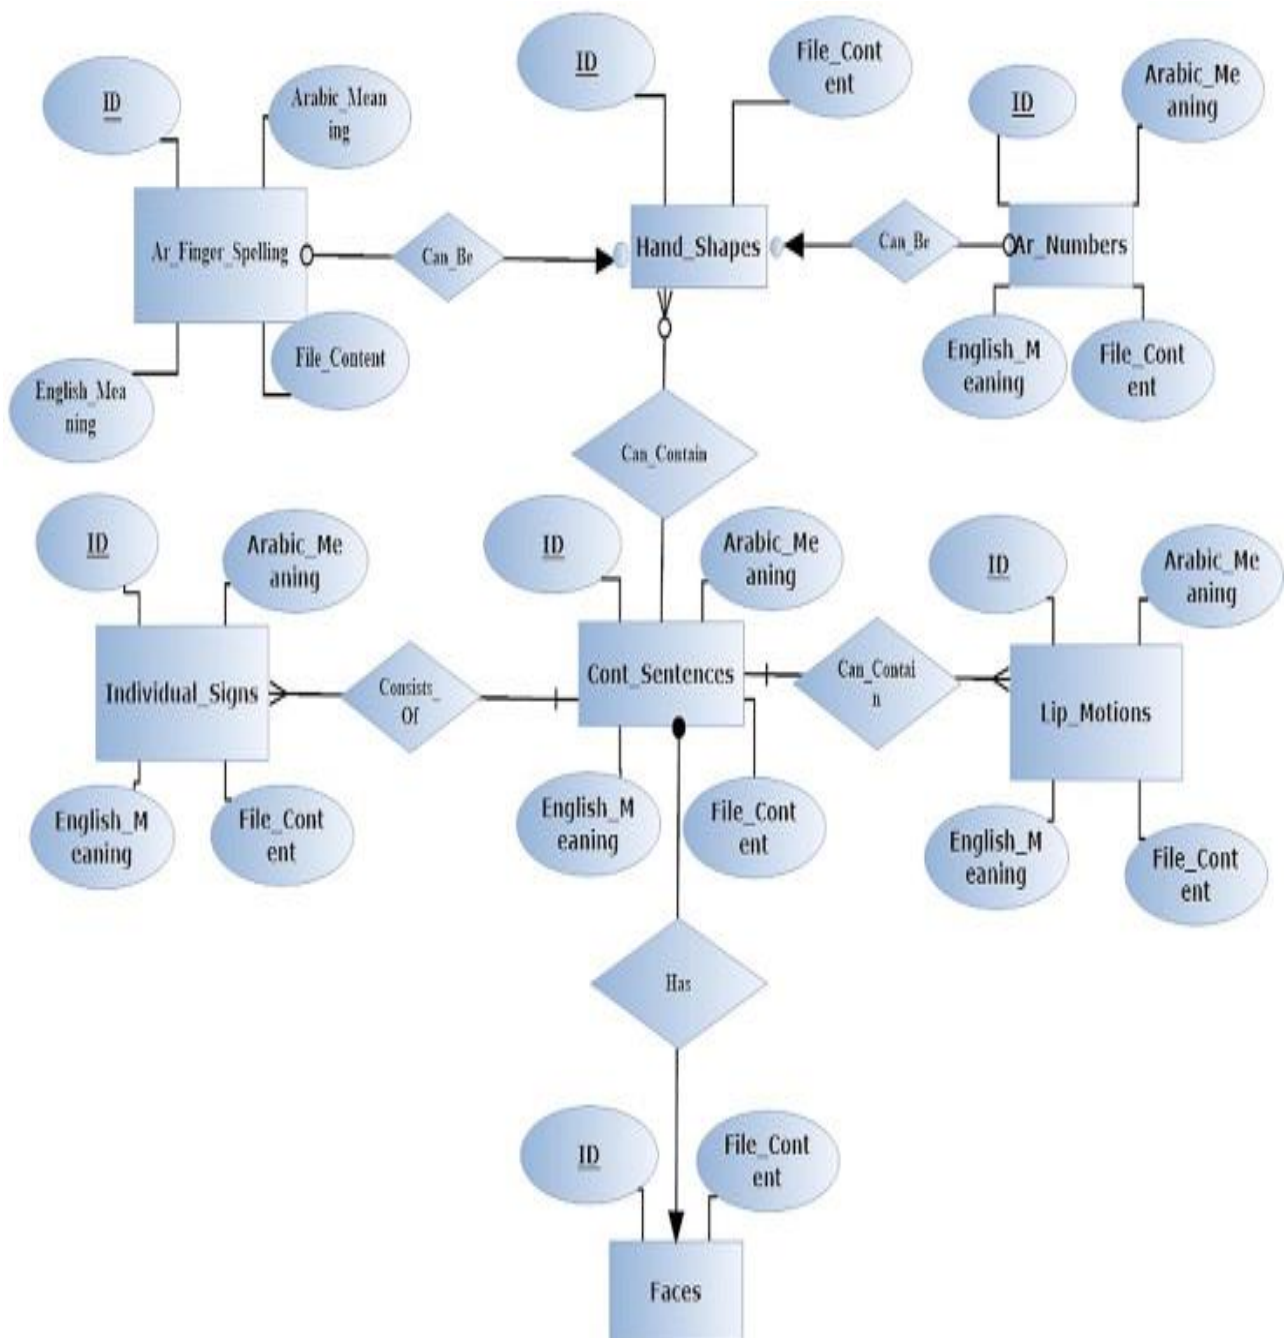 ID
File_Cont
ent
ID
Arabic_Mean
ing
ID
Arabic_Me
aning
Ar_Finger_Spelling
Can_Be
Hand_Shapes
Can_Be
Ar_Numbers
English_Mea
ning
File_Content
English_M
eaning
File_Cont
ent
Can_Contain
ID
Arabic_Me
aning
ID
Arabic_Me
aning
ID
Arabic_Me
aning
Individual_Signs
Consists_
Of
Cont_Sentences
Can_Contai
n
Lip_Motions
English_M
eaning
File_Cont
ent
English_M
eaning
File_Cont
ent
English_M
eaning
File_Cont
ent
Has
ID
File_Cont
ent
Faces